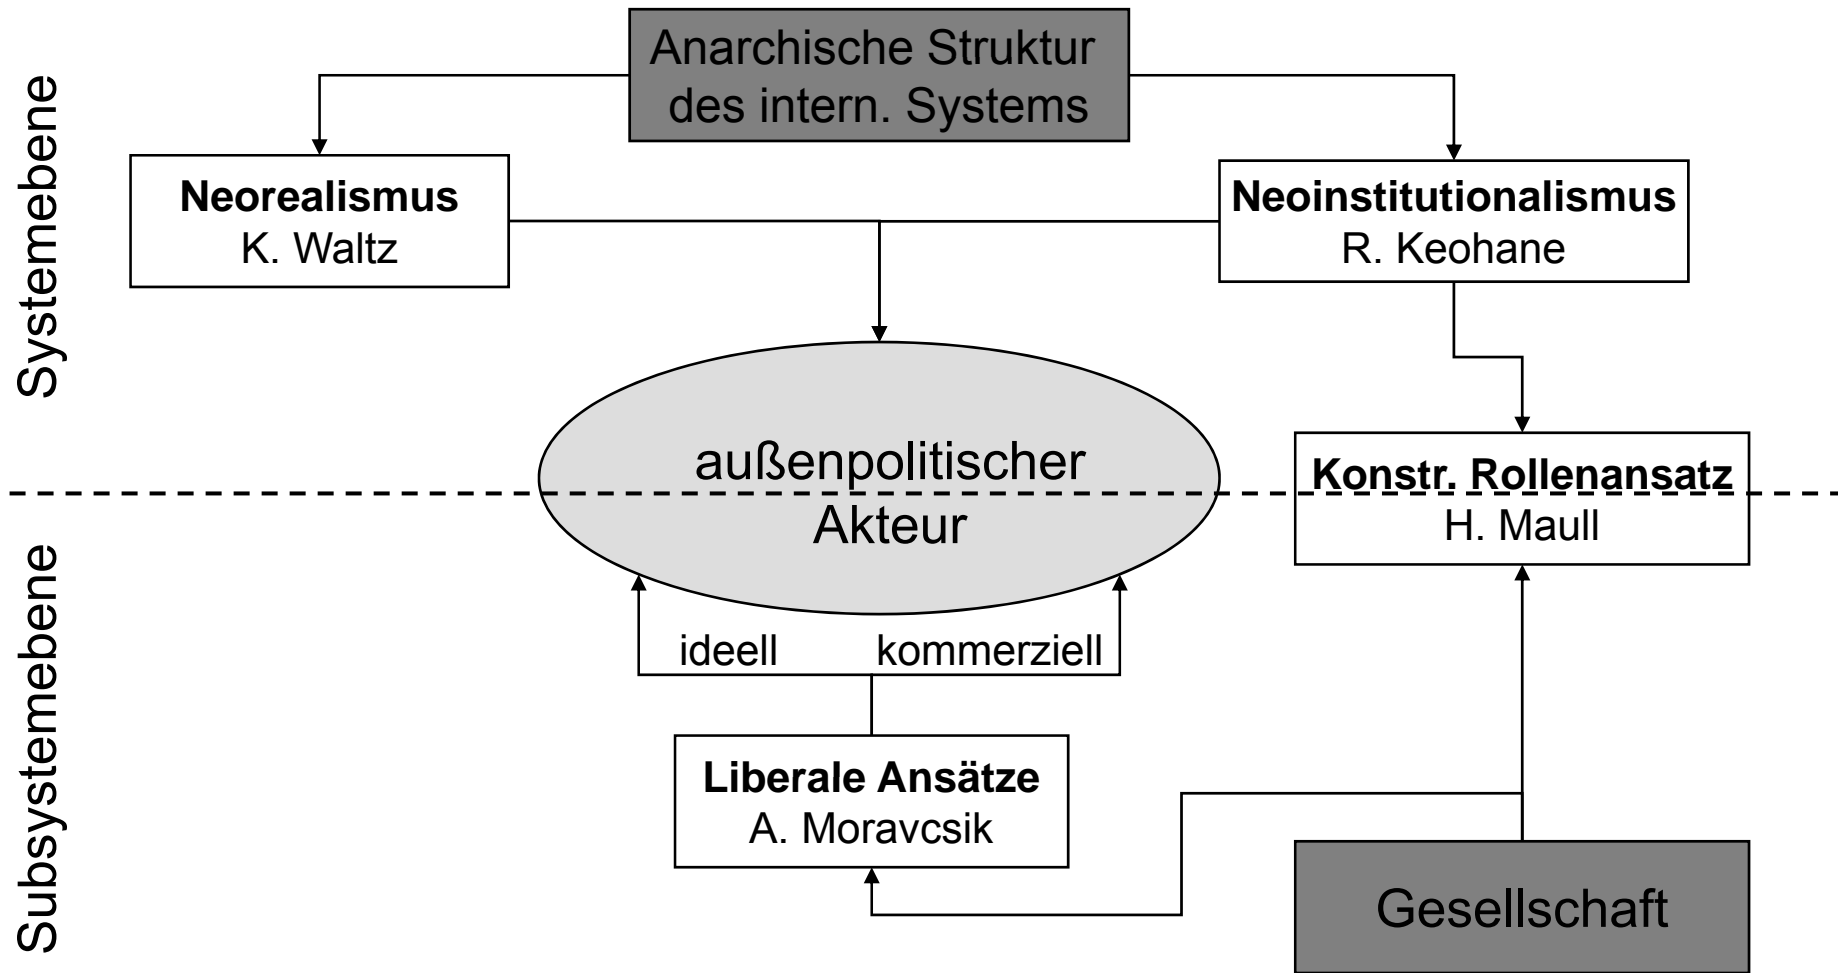 Anarchische Struktur
des intern. Systems
Systemebene
Neorealismus
K. Waltz
Neoinstitutionalismus
R. Keohane
außenpolitischer
Akteur
Konstr. Rollenansatz
H. Maull
Subsystemebene
ideell
kommerziell
Liberale Ansätze
A. Moravcsik
Gesellschaft